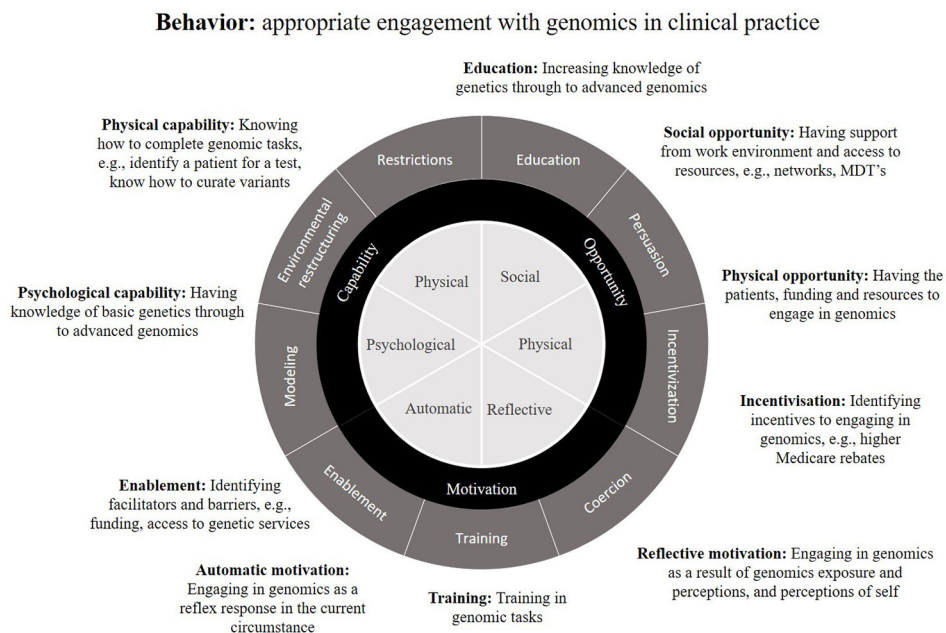 Behavior: appropriate engagement with genomics in clinical practice
Education: Increasing knowledge of
genetics through to advanced genomics
Physical capability: Knowing
how to complete genomic tasks,
e.g., identify a patient for a test,
know how to curate variants
Social opportunity: Having support
from work environment and access to
resources, e.g., networks, MDT's
Psychological capability: Having
knowledge of basic genetics through
to advanced genomics
Physical opportunity: Having the
patients, funding and resources to
engage in genomics
Incentivisation: Identifying
incentives to engaging in
genomics, e.g., higher
Medicare rebates
Enablement: Identifying
facilitators and barriers, e.g.,
funding, access to genetic services
Automatic motivation:
Engaging in genomics as a
reflex response in the current
circumstance
Training: Training in
genomic tasks
Reflective motivation: Engaging in genomics
as a result of genomics exposure and
perceptions, and perceptions of self
Restrictions
Education
Persuasion
Incentivization
Coercion
Training
Enablement
Modeling
Environmental
restructuring
Capability
Opportunity
Motivation
Physical
Social
Psychological
Physical
Automatic
Reflective